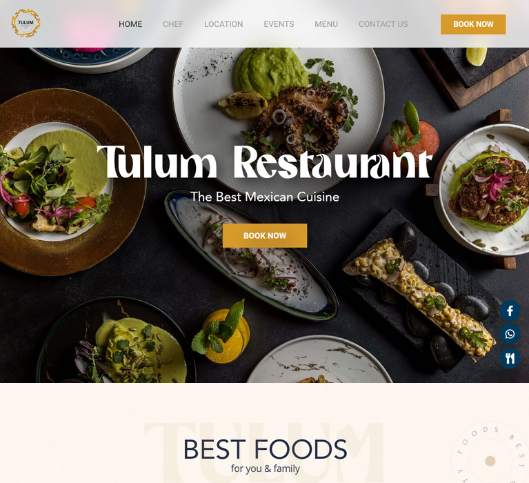 TULUM
HOME CHEF LOCATION EVENTS MENU CONTACT US BOOK NOW
Tulum Restaurant
The Best Mexican Cuisine
BOOK NOW
TULUM
BEST FOODS
for you & family
FOODS BEST